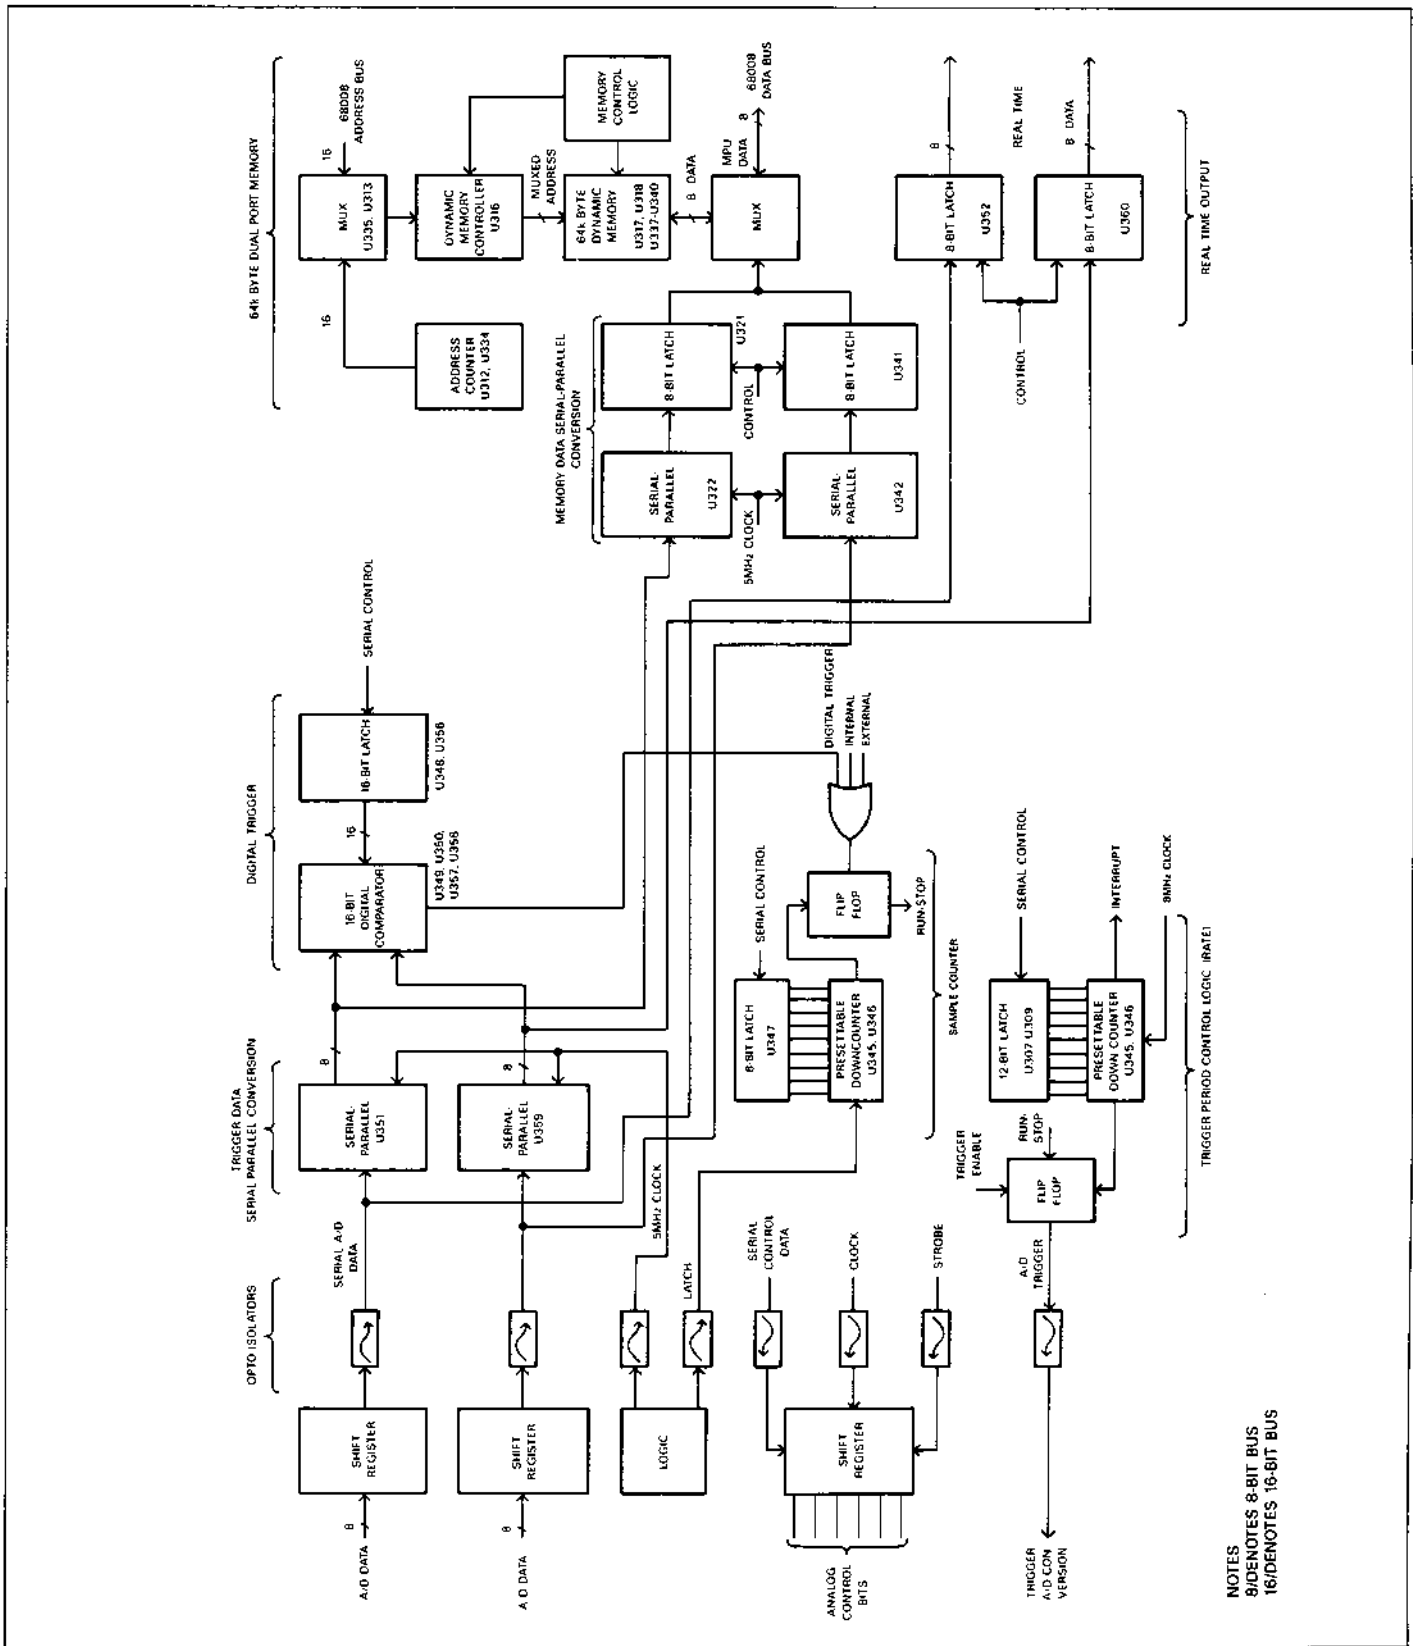 OPTO ISOLATORS
TRIGGER DATA
SERIAL PARALLEL CONVERSION
DIGITAL TRIGGER
64k BYTE DUAL PORT MEMORY
A/D DATA
8
SHIFT
REGISTER
SERIAL A/D
DATA
SERIAL-
PARALLEL
U351
8
16-BIT
DIGITAL
COMPARATOR
U349, U350,
U357, U358
16
16-BIT LATCH
U348, U356
SERIAL CONTROL
ADDRESS
COUNTER
U312, U334
16
MUX
U335, U313
16
68008
ADDRESS BUS
DYNAMIC
MEMORY
CONTROLLER
U316
MUXED
ADDRESS
MEMORY
CONTROL
LOGIC
64k BYTE
DYNAMIC
MEMORY
U317, U318
U337-U340
8 DATA
MUX
MPU
DATA
8
68008
DATA BUS
A/D DATA
8
SHIFT
REGISTER
SERIAL-
PARALLEL
U359
8
MEMORY DATA SERIAL-PARALLEL
CONVERSION
SERIAL-
PARALLEL
U322
8-BIT LATCH
U321
5MHz CLOCK
CONTROL
SERIAL-
PARALLEL
U342
8-BIT LATCH
U341
LOGIC
5MHz CLOCK
LATCH
8-BIT LATCH
U347
SERIAL CONTROL
PRESETTABLE
DOWNCOUNTER
U345, U346
FLIP
FLOP
RUN-STOP
DIGITAL TRIGGER
INTERNAL
EXTERNAL
SAMPLE COUNTER
8-BIT LATCH
U352
8
REAL TIME
CONTROL
8-BIT LATCH
U360
8 DATA
REAL TIME OUTPUT
SERIAL
CONTROL
DATA
CLOCK
STROBE
SHIFT
REGISTER
ANALOG
CONTROL
BITS
TRIGGER
ENABLE
RUN-
STOP
FLIP
FLOP
A/D
TRIGGER
TRIGGER
A/D CON
VERSION
12-BIT LATCH
U307 U309
SERIAL CONTROL
PRESETTABLE
DOWN COUNTER
U345, U346
INTERRUPT
8MHz CLOCK
TRIGGER PERIOD CONTROL LOGIC (RATE)
NOTES
8/DENOTES 8-BIT BUS
16/DENOTES 16-BIT BUS